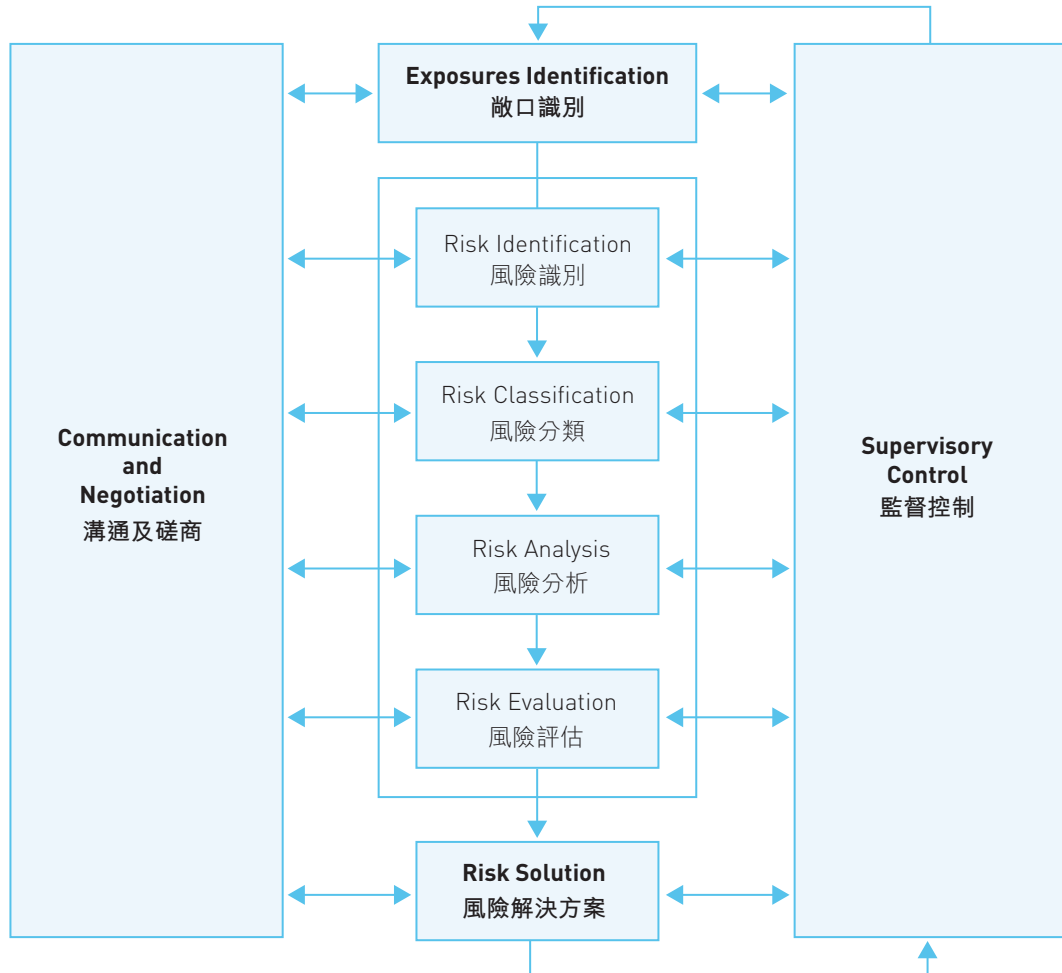 Exposures Identification
敞口識別
Risk Identification
風險識別
Risk Classification
風險分類
Communication
and
Negotiation
溝通及磋商
Supervisory
Control
監督控制
Risk Analysis
風險分析
Risk Evaluation
風險評估
Risk Solution
風險解決方案